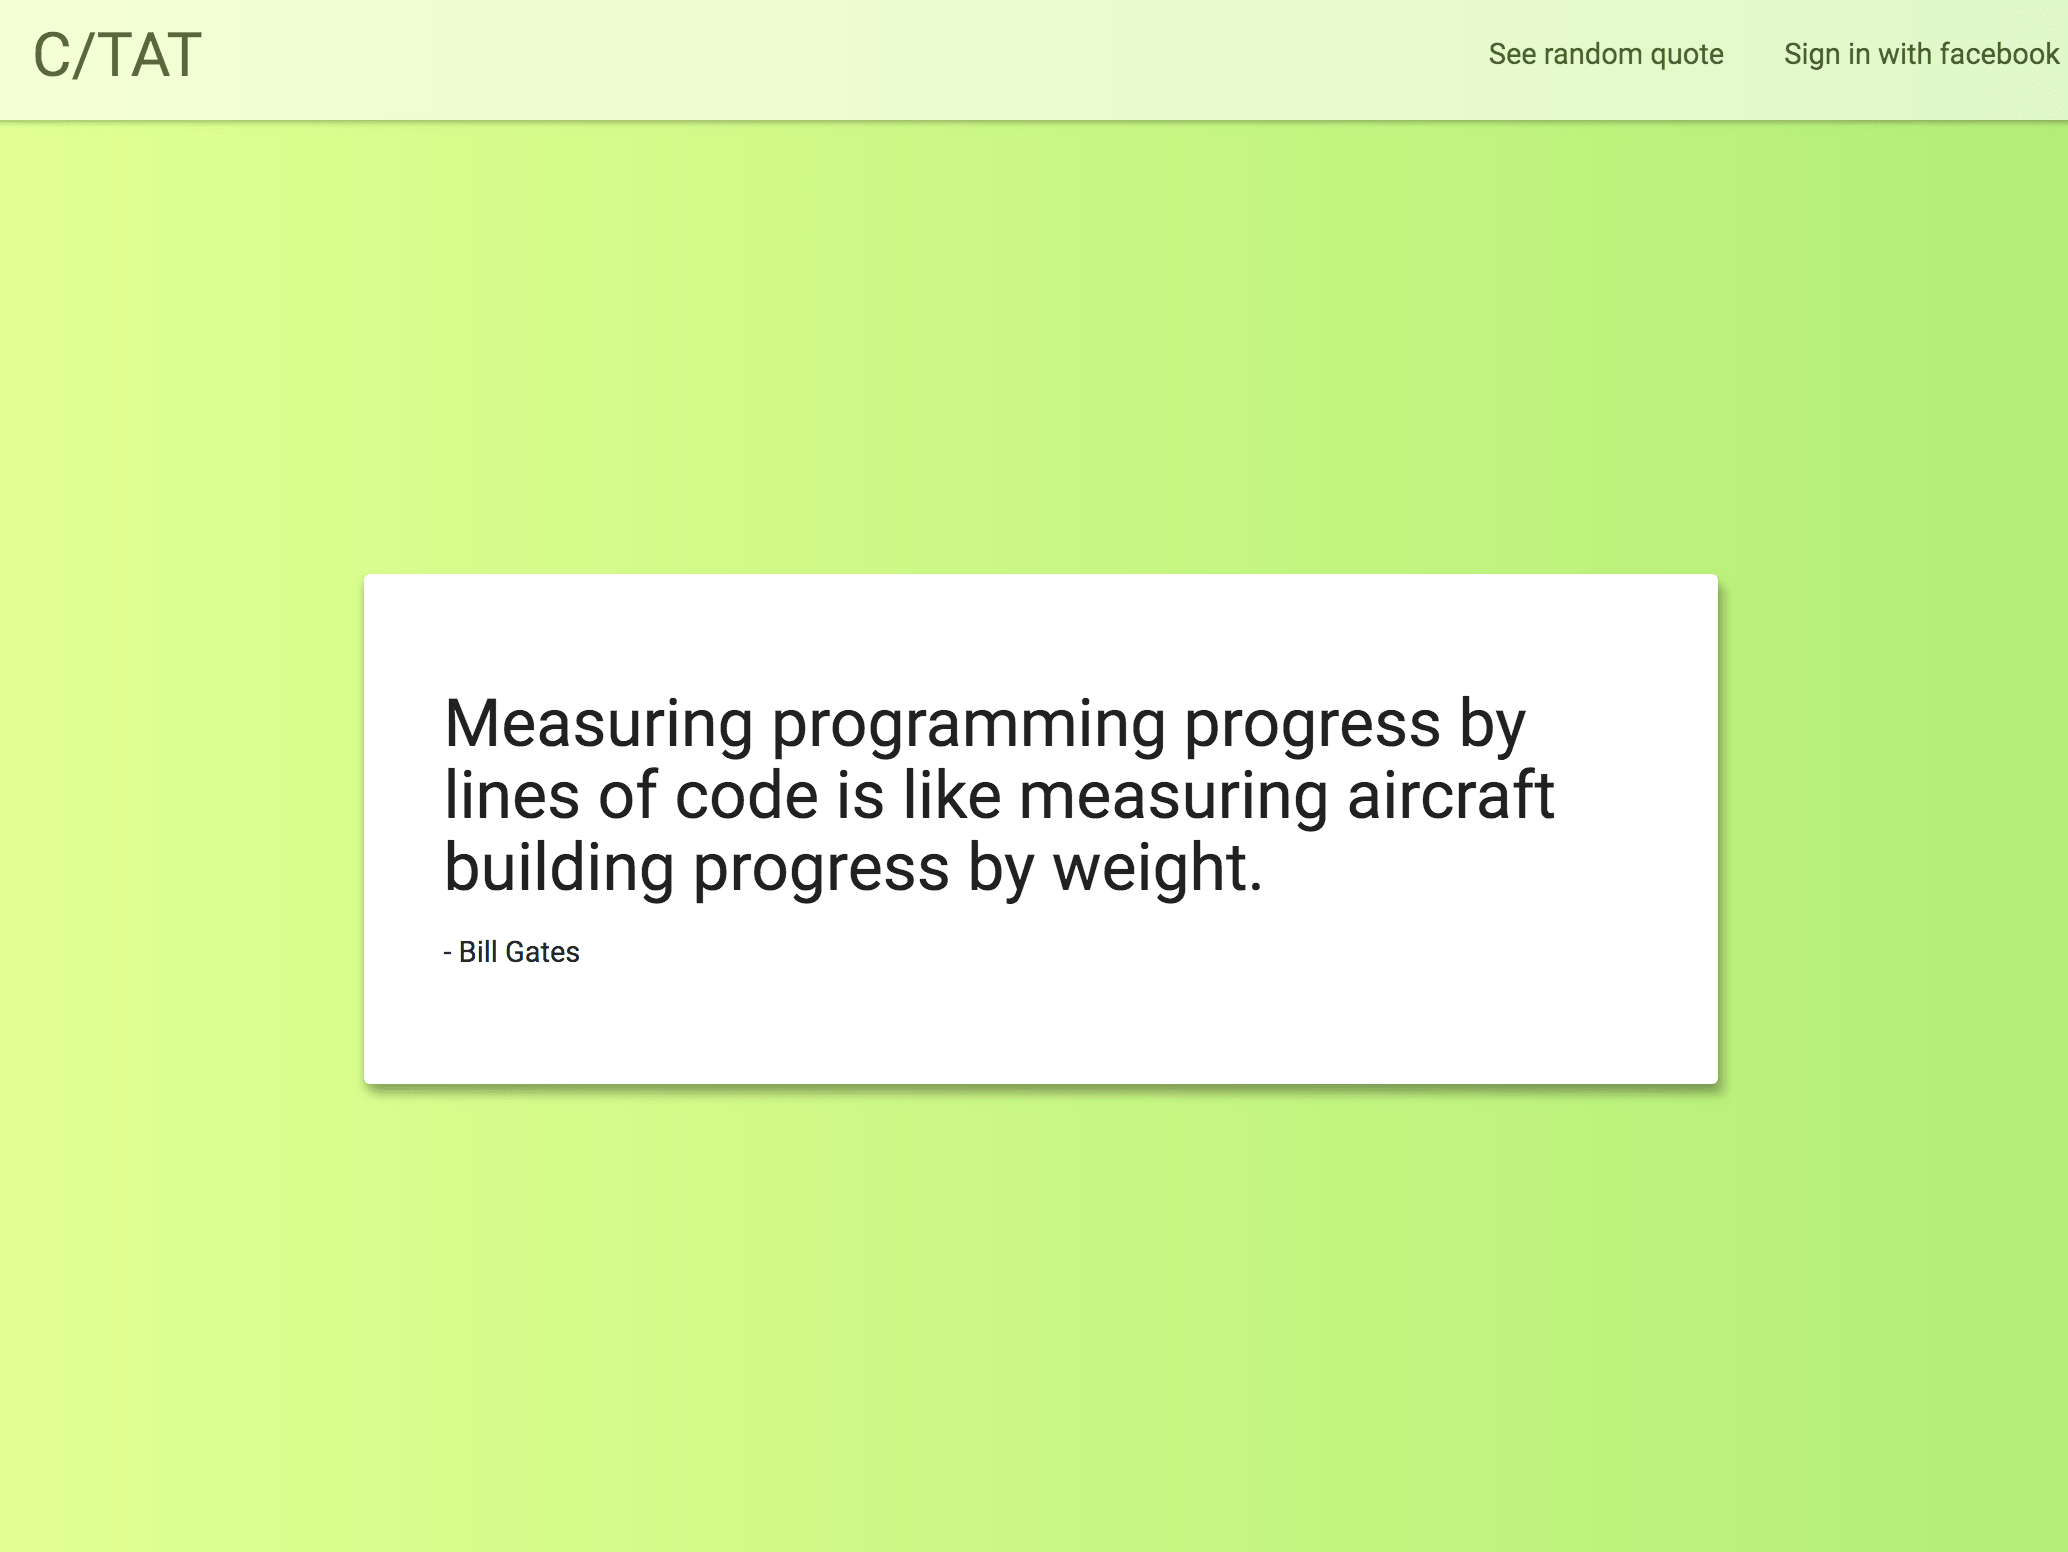 C/TAT
See random quote
Sign in with facebook
Measuring programming progress by
lines of code is like measuring aircraft
building progress by weight.
- Bill Gates